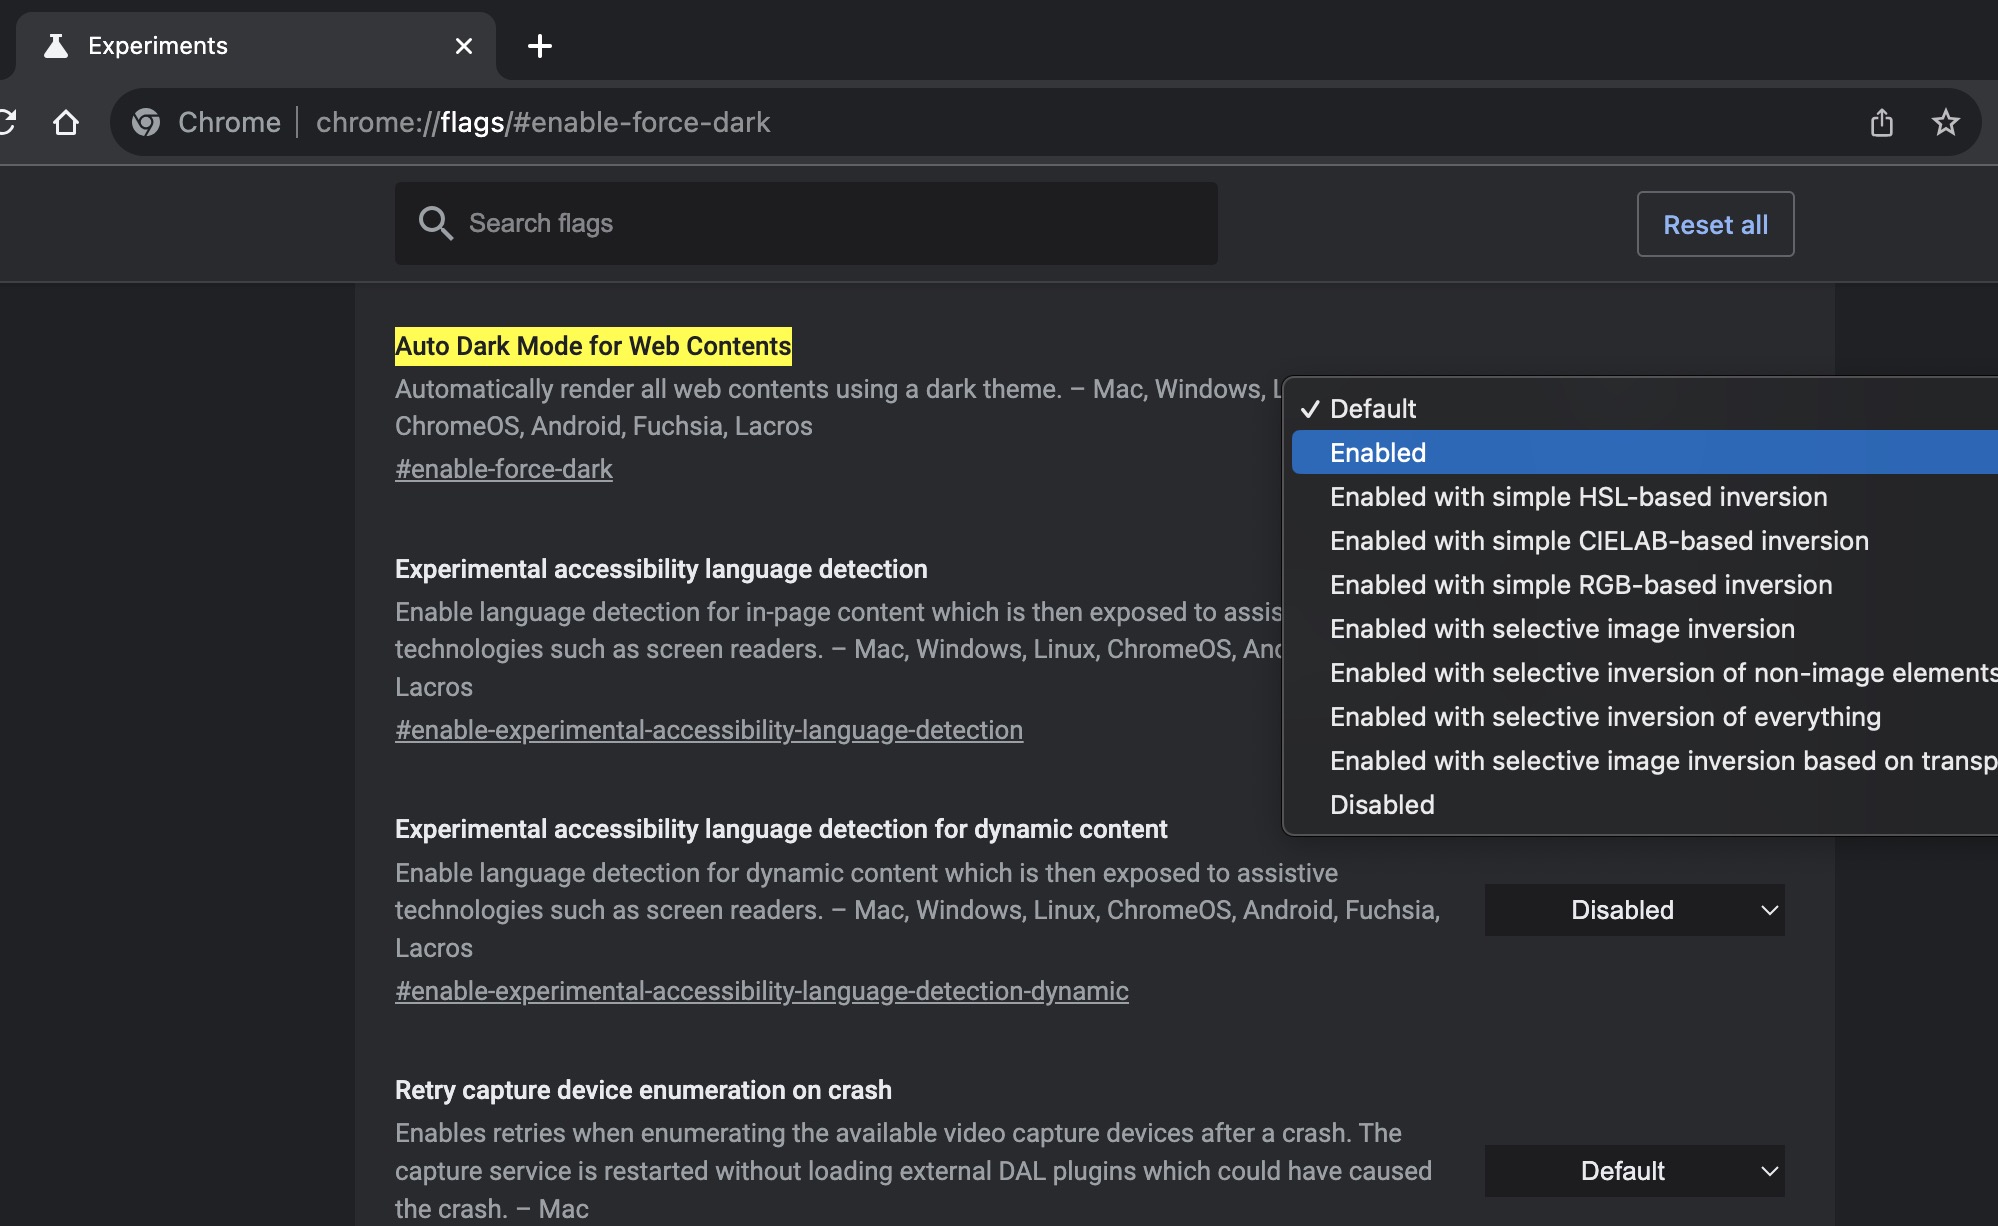 Experiments
Chrome
chrome://flags/#enable-force-dark
Search flags
Reset all
Auto Dark Mode for Web Contents
Automatically render all web contents using a dark theme. – Mac, Windows,
ChromeOS, Android, Fuchsia, Lacros
#enable-force-dark
Default
Enabled
Enabled with simple HSL-based inversion
Enabled with simple CIELAB-based inversion
Enabled with simple RGB-based inversion
Enabled with selective image inversion
Enabled with selective inversion of non-image elements
Enabled with selective inversion of everything
Enabled with selective image inversion based on transp
Disabled
Experimental accessibility language detection
Enable language detection for in-page content which is then exposed to assis
technologies such as screen readers. – Mac, Windows, Linux, ChromeOS, And
Lacros
#enable-experimental-accessibility-language-detection
Experimental accessibility language detection for dynamic content
Enable language detection for dynamic content which is then exposed to assistive
technologies such as screen readers. – Mac, Windows, Linux, ChromeOS, Android, Fuchsia,
Lacros
#enable-experimental-accessibility-language-detection-dynamic
Disabled
Retry capture device enumeration on crash
Enables retries when enumerating the available video capture devices after a crash. The
capture service is restarted without loading external DAL plugins which could have caused
the crash. – Mac
Default